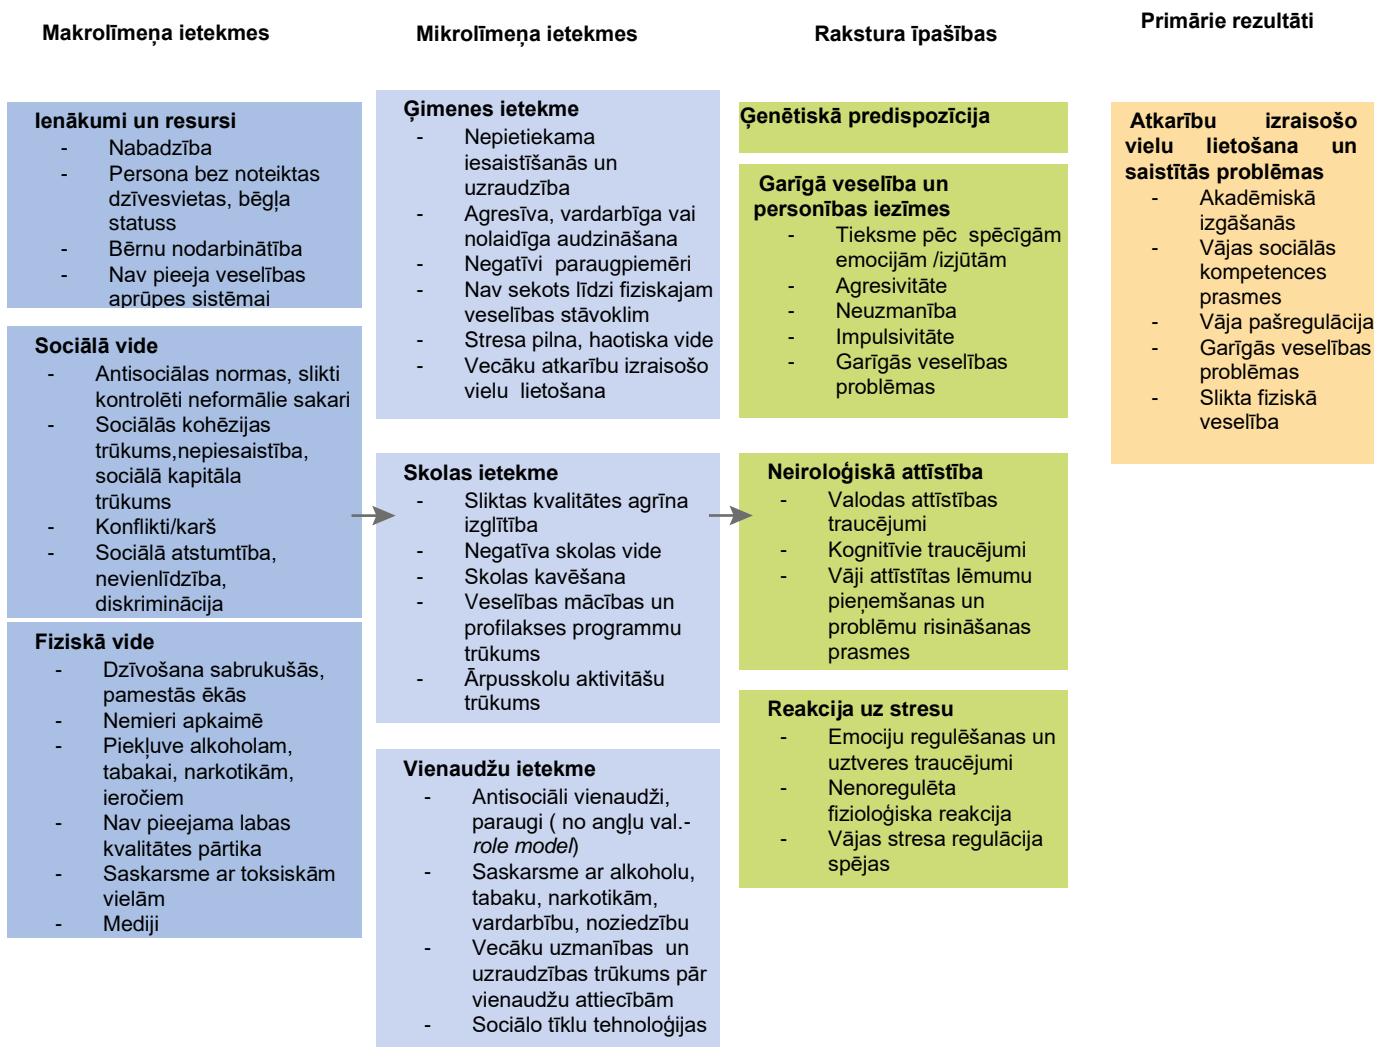 Makrolīmeņa ietekmes
Mikrolīmeņa ietekmes
Rakstura īpašības
Primārie rezultāti
Ienākumi un resursi
- Nabadzība
- Persona bez noteiktas
dzīvesvietas, bēgļa
statuss
- Bērnu nodarbinātība
- Nav pieeja veselības
aprūpes sistēmai
Sociālā vide
- Antisociālas normas, slikti
kontrolēti neformālie sakari
- Sociālās kohēzijas
trūkums,nepiesaistība,
sociālā kapitāla
trūkums
- Konflikti/karš
- Sociālā atstumtība,
nevienlīdzība,
diskriminācija
Fiziskā vide
- Dzīvošana sabrukušās,
pamestās ēkās
- Nemieri apkaimē
- Piekļuve alkoholam,
tabakai, narkotikām,
ieročiem
- Nav pieejama labas
kvalitātes pārtika
- Saskarsme ar toksiskām
vielām
- Mediji
Ģimenes ietekme
- Nepietiekama
iesaistīšanās un
uzraudzība
- Agresīva, vardarbīga vai
nolaidīga audzināšana
- Negatīvi paraugpiemēri
- Nav sekots līdzi fiziskajam
veselības stāvoklim
- Stresa pilna, haotiska vide
- Vecāku atkarību izraisošo
vielu lietošana
Skolas ietekme
- Sliktas kvalitātes agrīna
izglītība
- Negatīva skolas vide
- Skolas kavēšana
- Veselības mācības un
profilakses programmu
trūkums
- Ārpusskolu aktivitāšu
trūkums
Vienaudžu ietekme
- Antisociāli vienaudži,
paraugi ( no angļu val.-
role model)
- Saskarsme ar alkoholu,
tabaku, narkotikām,
vardarbību, noziedzību
- Vecāku uzmanības un
uzraudzības trūkums pār
vienaudžu attiecībām
- Sociālo tīklu tehnoloģijas
Ģenētiskā predispozīcija
Garīgā veselība un
personības iezīmes
- Tieksme pēc spēcīgām
emocijām /izjūtām
- Agresivitāte
- Neuzmanība
- Impulsivitāte
- Garīgās veselības
problēmas
Neiroloģiskā attīstība
- Valodas attīstības
traucējumi
- Kognitīvie traucējumi
- Vāji attīstītas lēmumu
pieņemšanas un
problēmu risināšanas
prasmes
Reakcija uz stresu
- Emociju regulēšanas un
uztveres traucējumi
- Nenoregulēta
fizioloģiska reakcija
- Vājas stresa regulācija
spējas
Atkarību izraisošo
vielu lietošana un
saistītās problēmas
- Akadēmiskā
izgāšanās
- Vājas sociālās
kompetences
prasmes
- Vāja pašregulācija
- Garīgās veselības
problēmas
- Slikta fiziskā
veselība